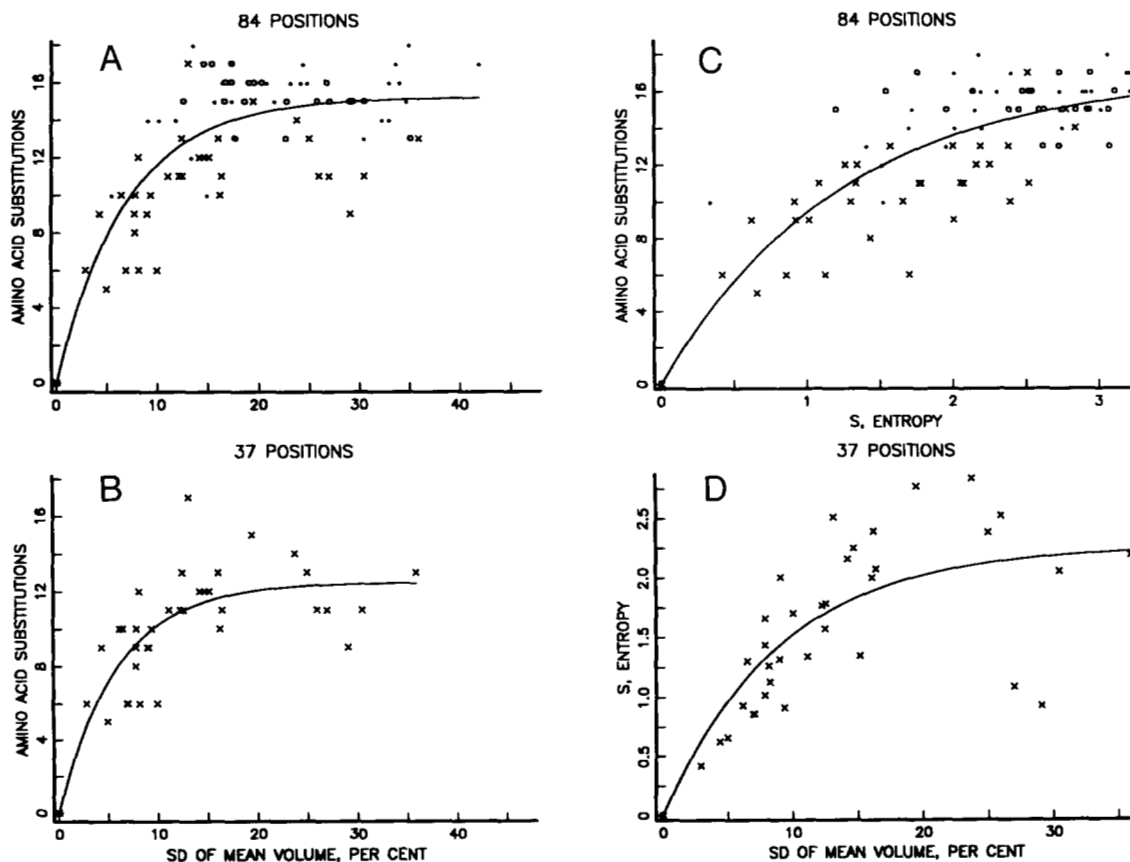 84 POSITIONS
A
AMINO ACID SUBSTITUTIONS
0 4 8 12 16
0 10 20 30 40
84 POSITIONS
C
AMINO ACID SUBSTITUTIONS
0 4 8 12 16
0 1 2 3
S, ENTROPY
37 POSITIONS
B
AMINO ACID SUBSTITUTIONS
0 4 8 12 16
0 10 20 30 40
SD OF MEAN VOLUME, PER CENT
37 POSITIONS
D
S, ENTROPY
0 0.5 1.0 1.5 2.0 2.5
0 10 20 30
SD OF MEAN VOLUME, PER CENT